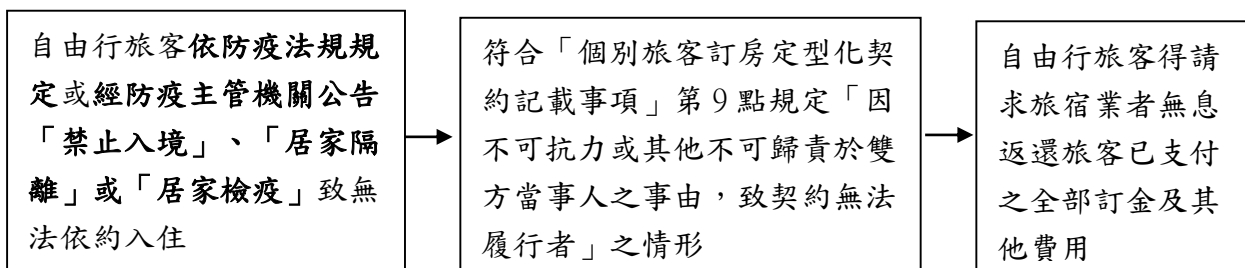 自由行旅客依防疫法規規
定或經防疫主管機關公告
「禁止入境」、「居家隔
離」或「居家檢疫」致無
法依約入住
符合「個別旅客訂房定型化契
約記載事項」第9點規定「因
不可抗力或其他不可歸責於雙
方當事人之事由，致契約無法
履行者」之情形
自由行旅客得請
求旅宿業者無息
返還旅客已支付
之全部訂金及其
他費用